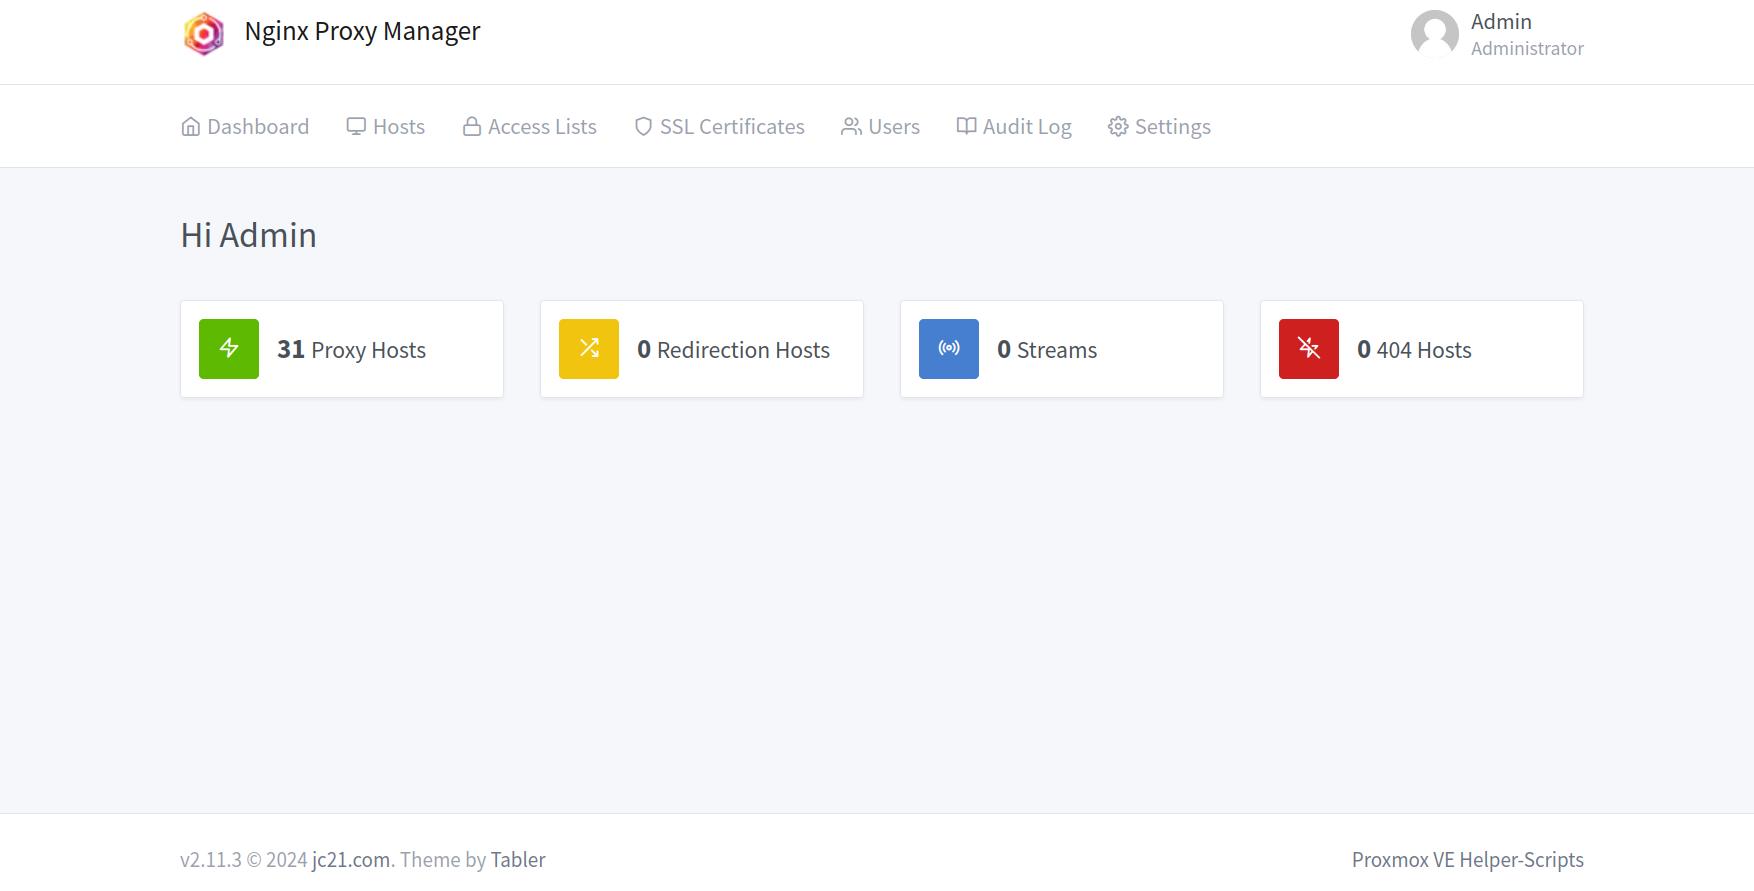 Nginx Proxy Manager
Admin
Administrator
Dashboard Hosts Access Lists SSL Certificates Users Audit Log Settings
Hi Admin
31 Proxy Hosts
0 Redirection Hosts
0 Streams
0 404 Hosts
v2.11.3 © 2024 jc21.com. Theme by Tabler
Proxmox VE Helper-Scripts